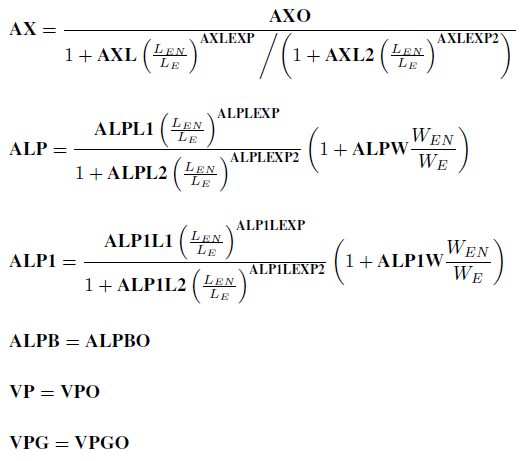 AX = AXO / (1 + AXL (L_EN/L_E)^AXLEXP / (1 + AXL2 (L_EN/L_E)^AXLEXP2))
ALP = ALPL1 (L_EN/L_E)^ALPLEXP / (1 + ALPL2 (L_EN/L_E)^ALPLEXP2) (1 + ALPW W_EN/W_E)
ALP1 = ALP1L1 (L_EN/L_E)^ALP1LEXP / (1 + ALP1L2 (L_EN/L_E)^ALP1LEXP2) (1 + ALP1W W_EN/W_E)
ALPB = ALPBO
VP = VPO
VPG = VPGO